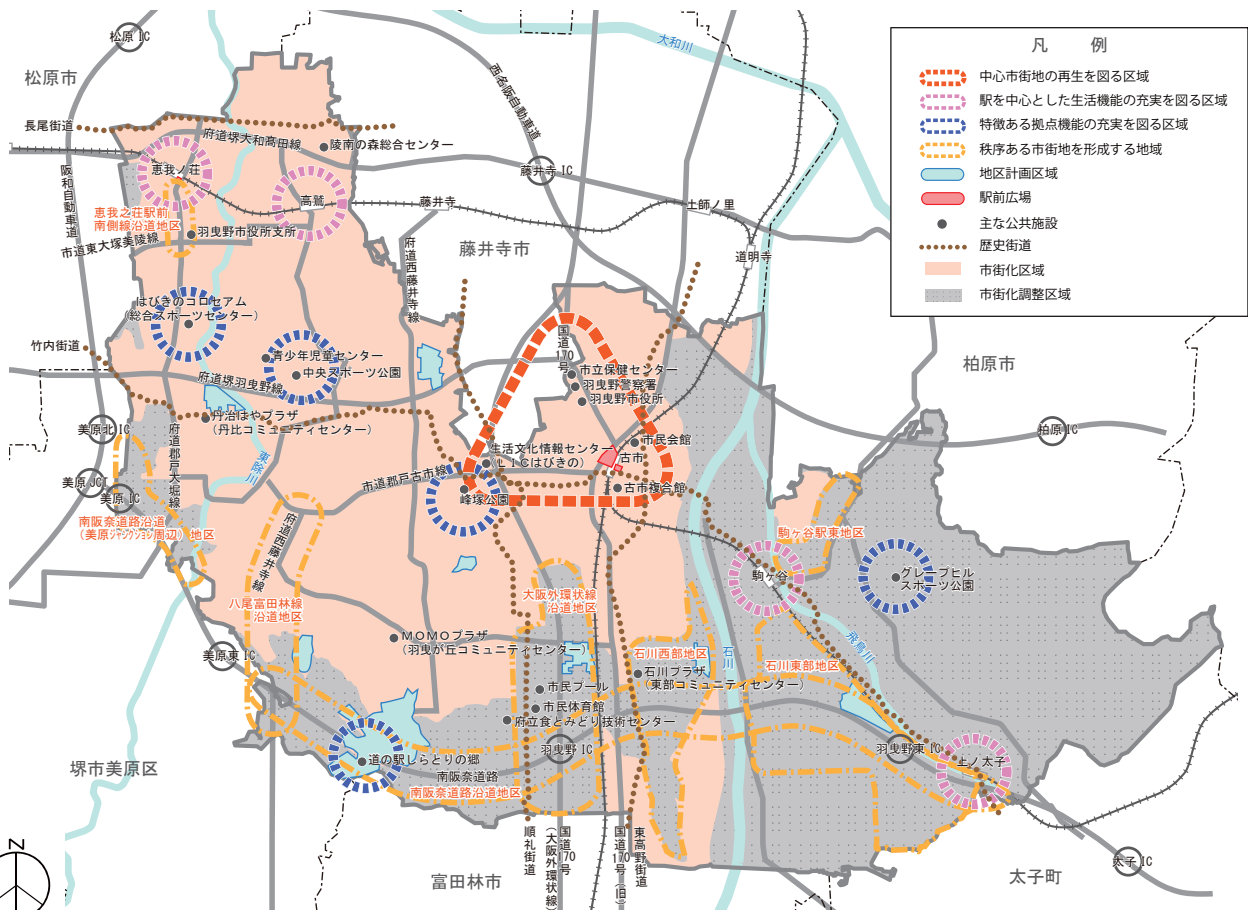 凡 例
中心市街地の再生を図る区域
駅を中心とした生活機能の充実を図る区域
特徴ある拠点機能の充実を図る区域
秩序ある市街地を形成する地域
地区計画区域
駅前広場
主な公共施設
歴史街道
市街化区域
市街化調整区域
松原IC
大和川
松原市
西名阪自動車道
長尾街道
府道堺大和高田線
陵南の森総合センター
阪和自動車道
恵我ノ荘
藤井寺IC
高鷲
藤井寺
土師ノ里
恵我之荘駅前
南側線沿道地区
羽曳野市役所支所
市道東大塚美陵線
府道西藤井寺線
藤井寺市
道明寺
はびきのコロセアム
(総合スポーツセンター)
国道170号
竹内街道
青少年児童センター
中央スポーツ公園
市立保健センター
羽曳野警察署
羽曳野市役所
柏原市
府道堺羽曳野線
丹治はやプラザ
(丹比コミュニティセンター)
美原北IC
柏原IC
府道郡戸大堀線
東除川
生活文化情報センター
(LICはびきの)
市民会館
古市
美原JCT
美原IC
市道郡戸古市線
峰塚公園
古市複合館
南阪奈道路沿道
(美原ジャンクション周辺)地区
府道西藤井寺線
駒ヶ谷駅東地区
駒ヶ谷
グレープヒル
スポーツ公園
八尾富田林線
沿道地区
大阪外環状線
沿道地区
MOMOプラザ
(羽曳が丘コミュニティセンター)
飛鳥川
美原東IC
石川西部地区
石川
石川東部地区
石川プラザ
(東部コミュニティセンター)
市民プール
市民体育館
府立食とみどり技術センター
羽曳野IC
羽曳野東IC
道の駅しらとりの郷
上ノ太子
堺市美原区
南阪奈道路
南阪奈道路沿道地区
順礼街道
国道170号
(大阪外環状線)
国道170号(旧)
東高野街道
太子IC
富田林市
太子町
N